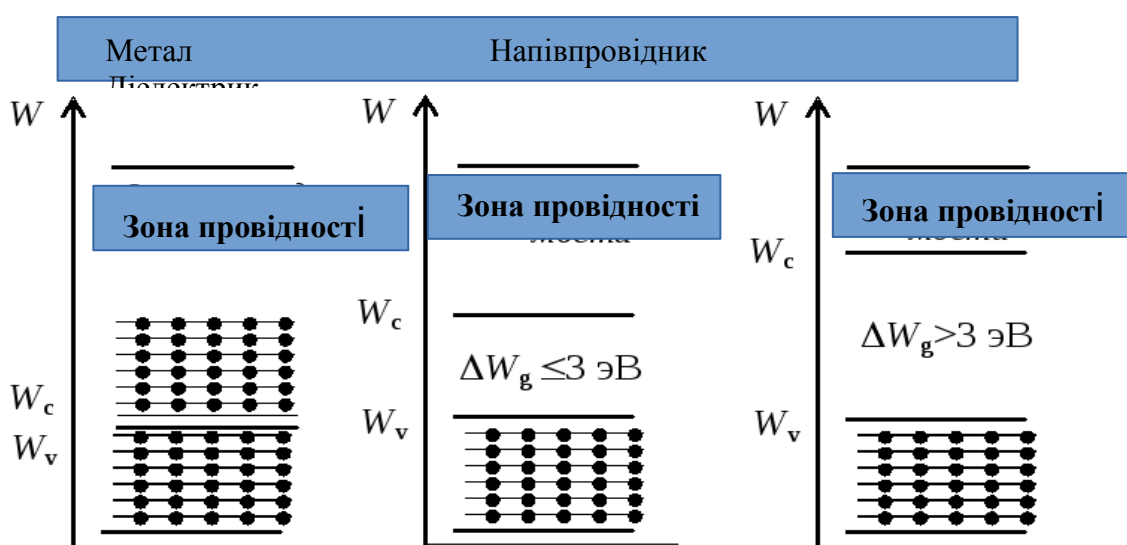 Метал Напівпровідник
Діелектрик
W W W
Зона провідності Зона провідності Зона провідності
W_c W_c W_c
ΔW_g ≤3 эВ ΔW_g>3 эВ
W_v W_v W_v